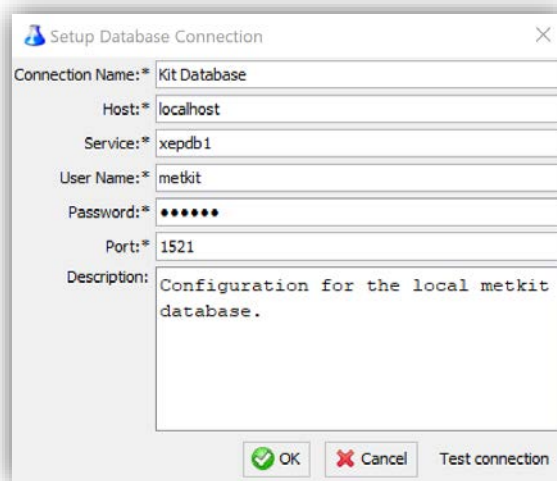 Setup Database Connection
Connection Name:* Kit Database
Host:* localhost
Service:* xepdb1
User Name:* metkit
Password:* ••••••
Port:* 1521
Description: Configuration for the local metkit
database.
OK Cancel Test connection